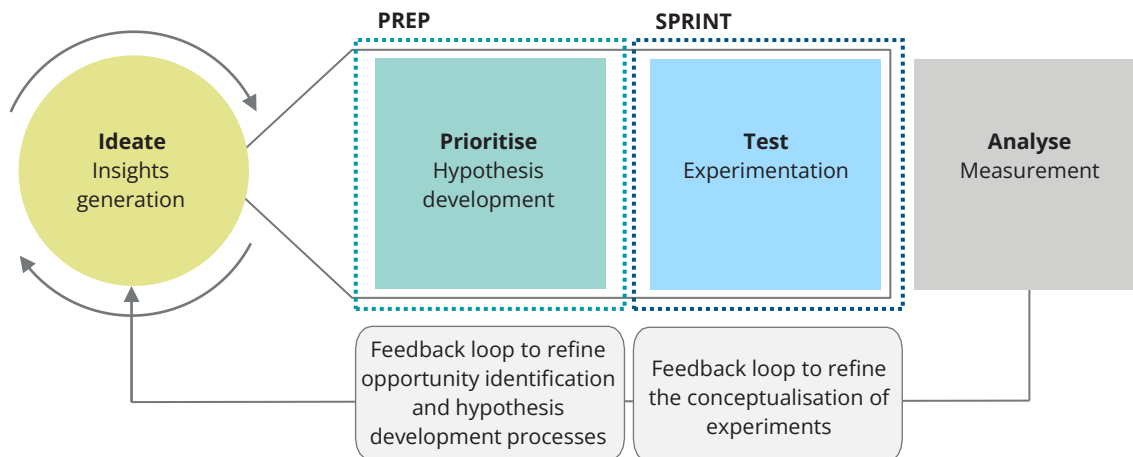 PREP
SPRINT
Ideate
Insights
generation
Prioritise
Hypothesis
development
Test
Experimentation
Analyse
Measurement
Feedback loop to refine
opportunity identification
and hypothesis
development processes
Feedback loop to refine
the conceptualisation of
experiments